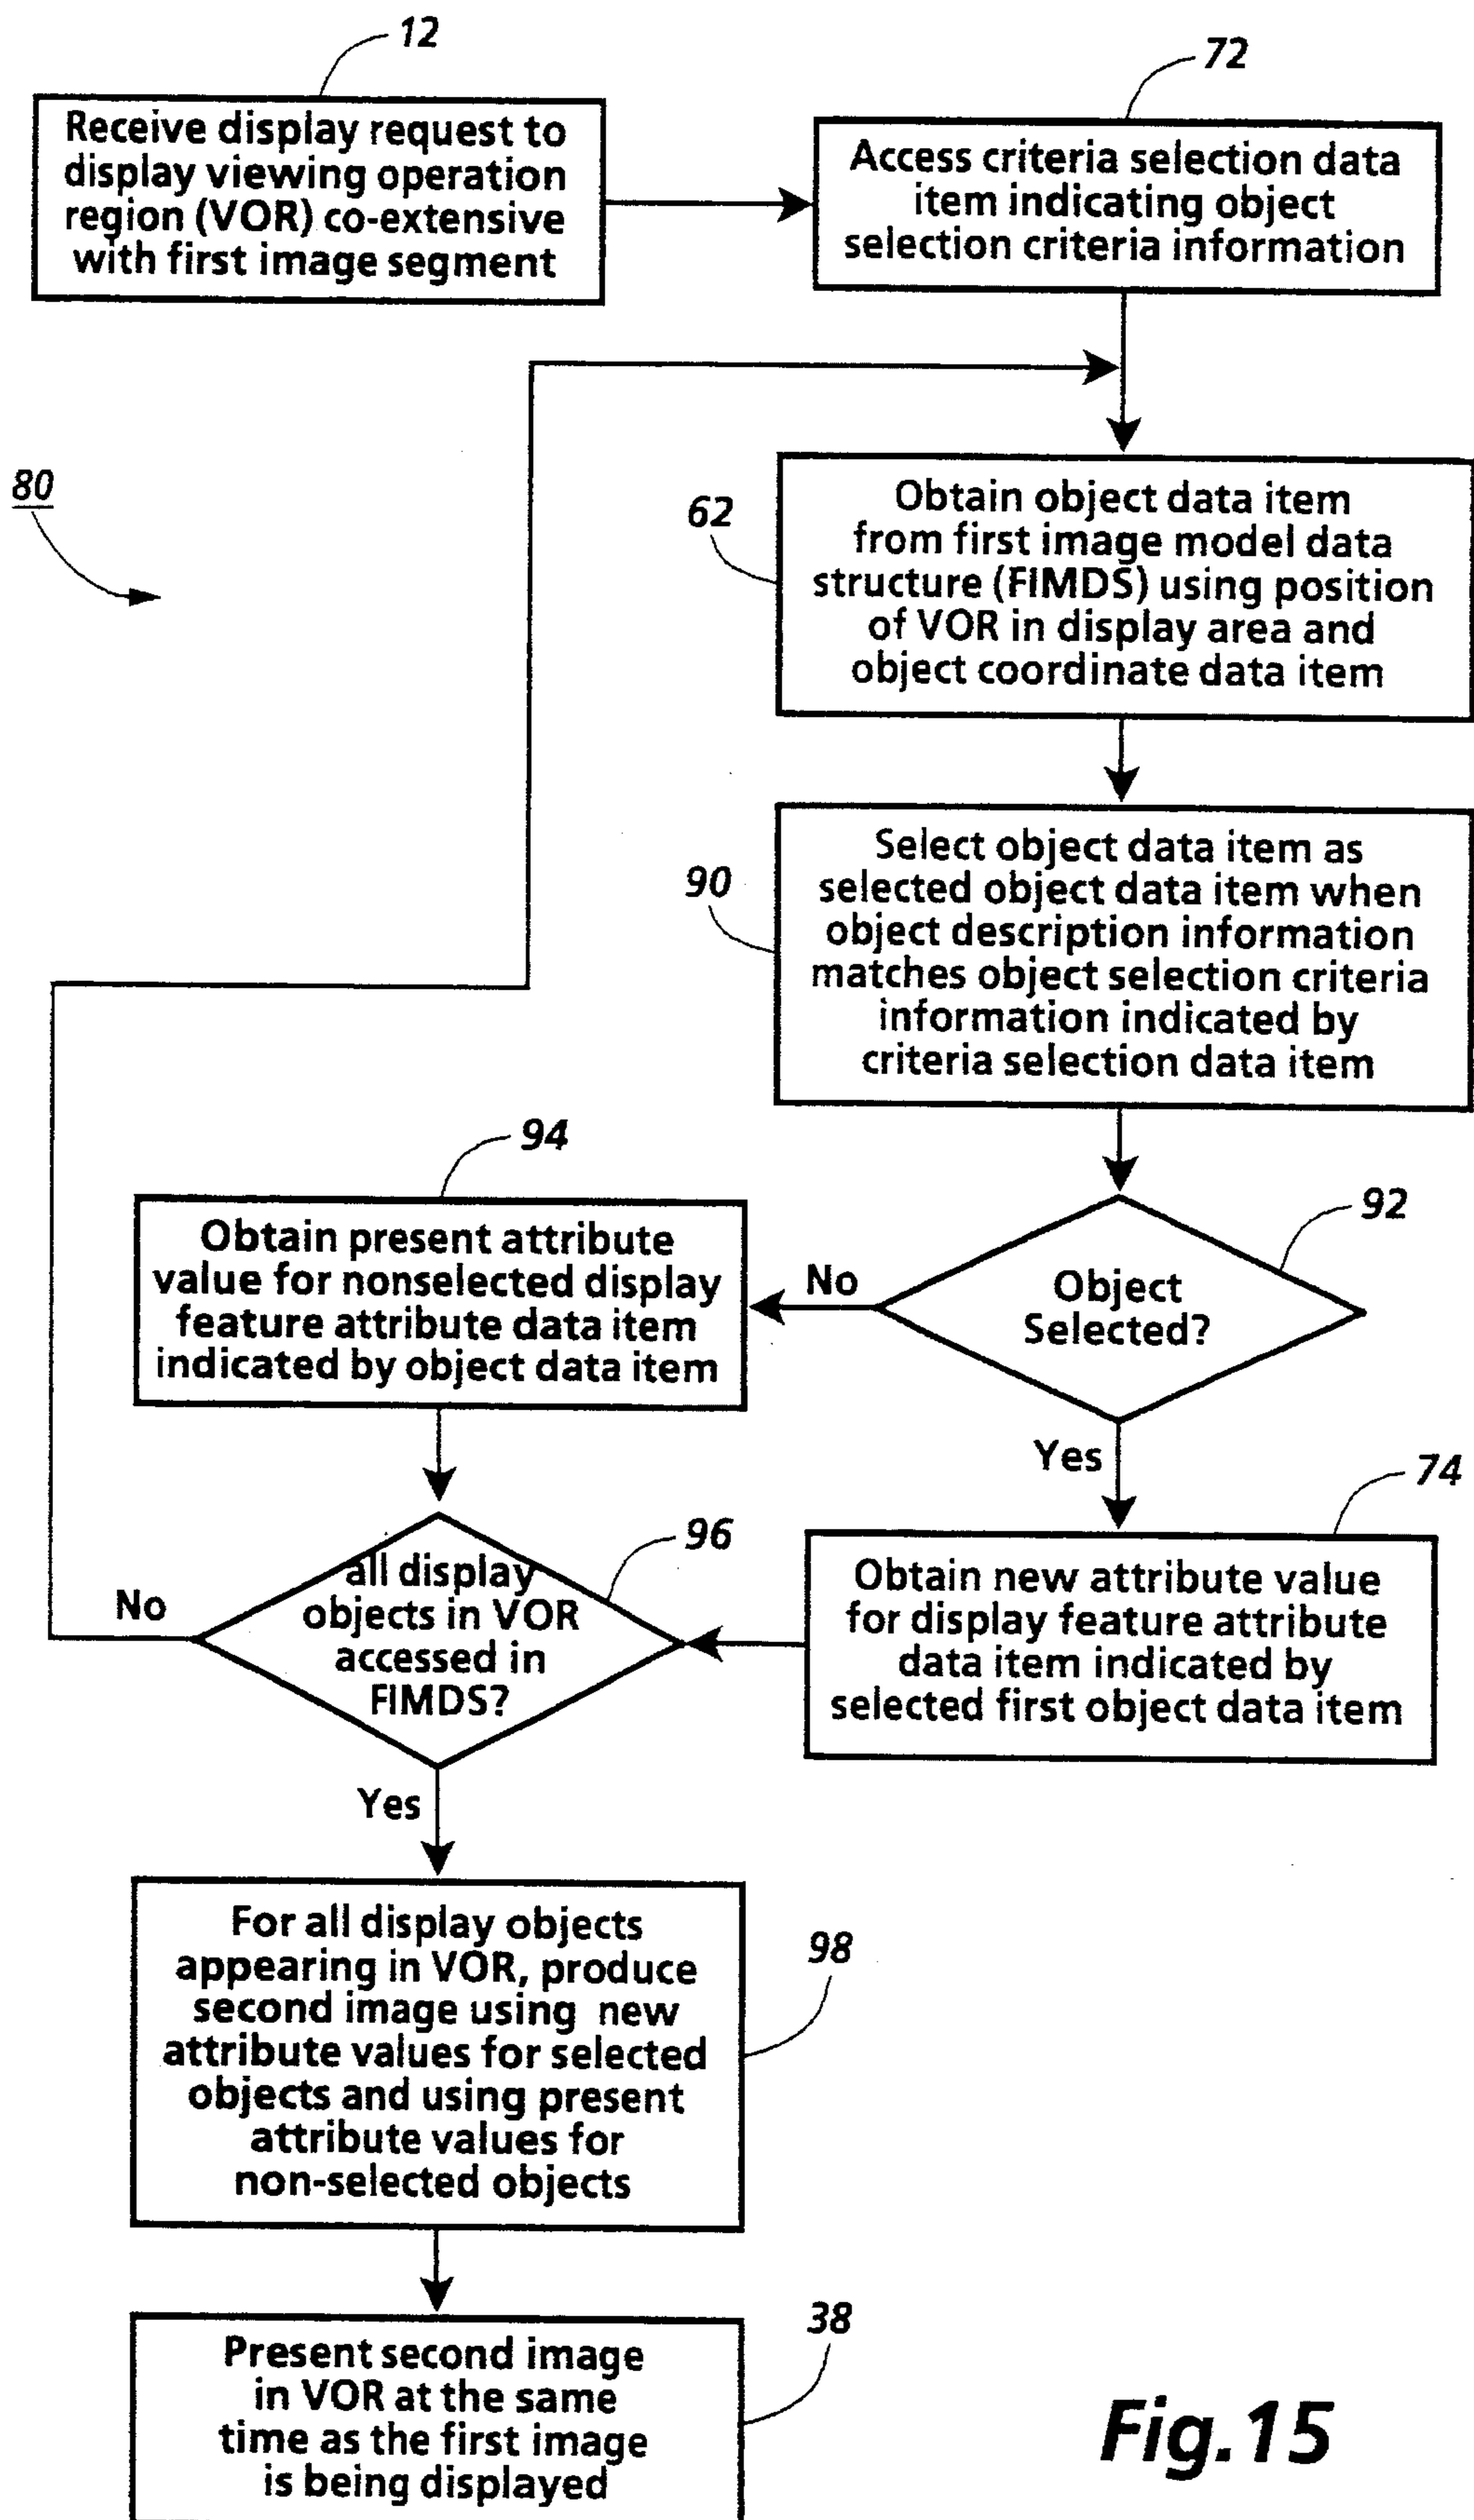 12
Receive display request to
display viewing operation
region (VOR) co-extensive
with first image segment
72
Access criteria selection data
item indicating object
selection criteria information
80
62
Obtain object data item
from first image model data
structure (FIMDS) using position
of VOR in display area and
object coordinate data item
90
Select object data item as
selected object data item when
object description information
matches object selection criteria
information indicated by
criteria selection data item
92
Object
Selected?
No
94
Obtain present attribute
value for nonselected display
feature attribute data item
indicated by object data item
Yes
74
Obtain new attribute value
for display feature attribute
data item indicated by
selected first object data item
96
all display
objects in VOR
accessed in
FIMDS?
No
Yes
98
For all display objects
appearing in VOR, produce
second image using new
attribute values for selected
objects and using present
attribute values for
non-selected objects
38
Present second image
in VOR at the same
time as the first image
is being displayed
Fig.15